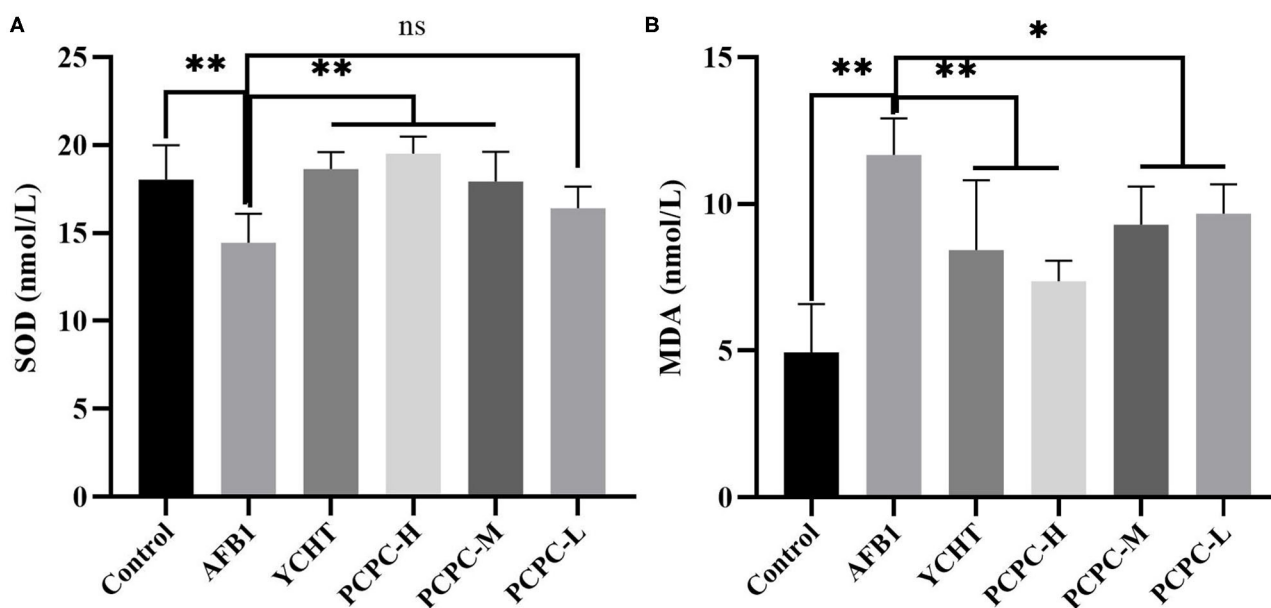 A
ns
25
**
**
20
15
10
5
0
SOD (nmol/L)
Control
AFB1
YCHT
PCPC-H
PCPC-M
PCPC-L
B
*
15
**
**
10
5
0
MDA (nmol/L)
Control
AFB1
YCHT
PCPC-H
PCPC-M
PCPC-L